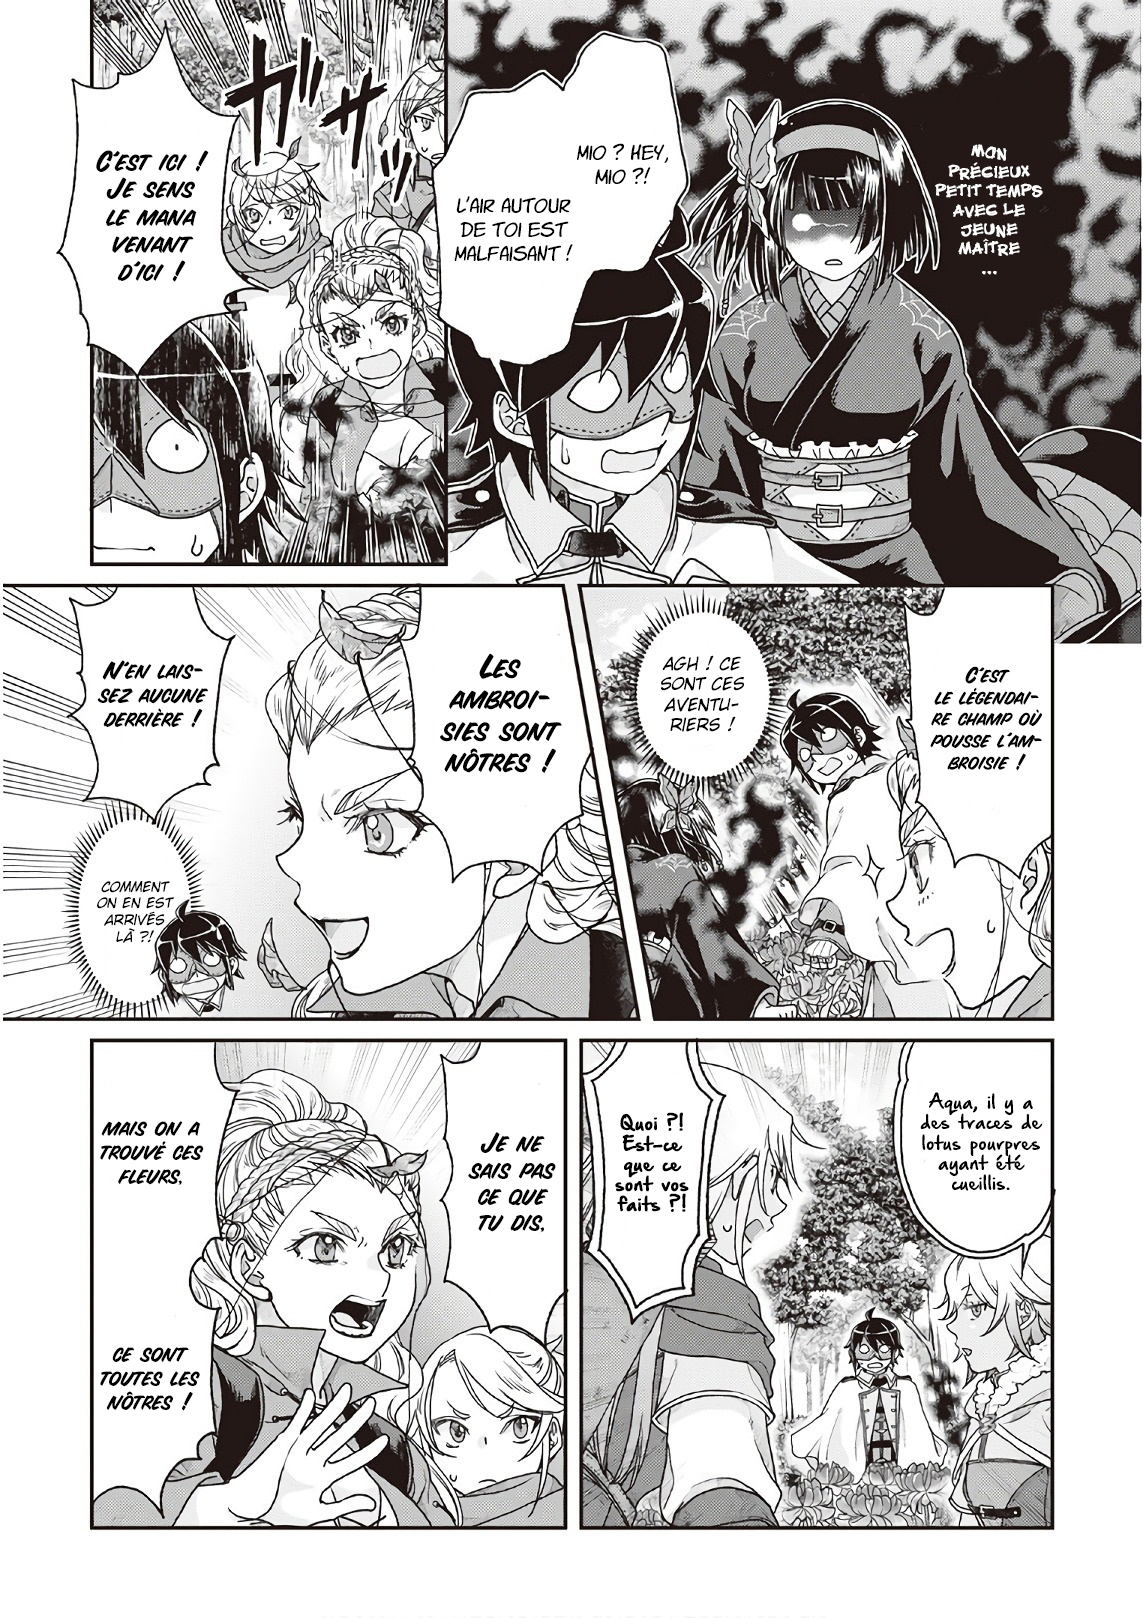 MON
PRÉCIEUX
PETIT TEMPS
AVEC LE
JEUNE
MAÎTRE
...
MIO ? HEY,
MIO ?!
L'AIR AUTOUR
DE TOI EST
MALFAISANT !
ガサ
C'EST ICI !
JE SENS
LE MANA
VENANT
D'ICI !
C'EST
LE LÉGENDAI-
RE CHAMP OÙ
POUSSE L'AM-
BROISIE !
AGH ! CE
SONT CES
AVENTU-
RIERS !
LES
AMBROI-
SIES SONT
NÔTRES !
N'EN LAIS-
SEZ AUCUNE
DERRIÈRE !
COMMENT
ON EN EST
ARRIVÉS
LÀ ?!
Aqua, il y a
des traces de
lotus pourpres
ayant été
cueillis.
Quoi ?!
Est-ce
que ce
sont vos
faits ?!
JE NE
SAIS PAS
CE QUE
TU DIS,
MAIS ON A
TROUVÉ CES
FLEURS.
CE SONT
TOUTES LES
NÔTRES !